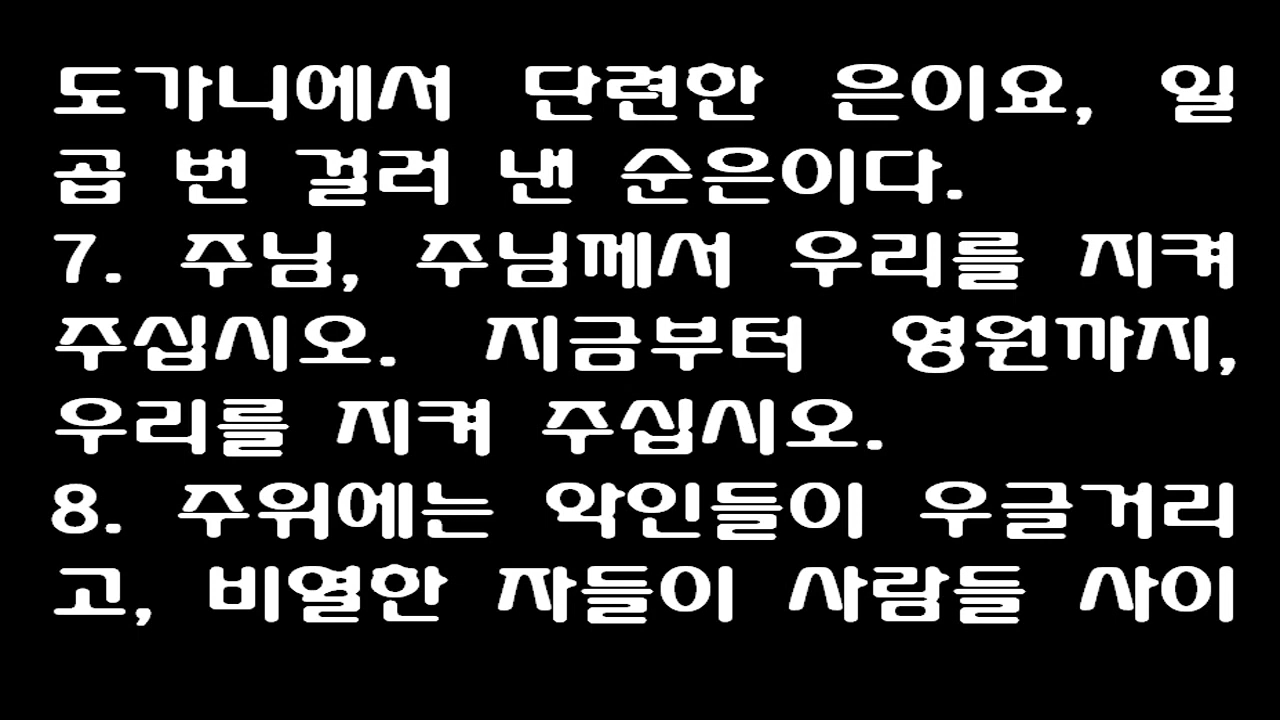 도가니에서 단련한 은이요, 일
곱 번 걸러 낸 순은이다.
7. 주님, 주님께서 우리를 지켜
주십시오. 지금부터 영원까지,
우리를 지켜 주십시오.
8. 주위에는 악인들이 우글거리
고, 비열한 자들이 사람들 사이